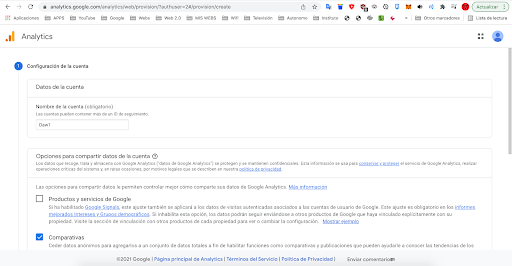 analytics.google.com/analytics/web/provision/?authuser=2#/provision/create
Actualizar
Aplicaciones APPS YouTube Google Webs Web 2.0 MIS WEBS WiFi Televisión Autonomo Instituto » Otros marcadores Lista de lectura
Analytics
1 Configuración de la cuenta
Datos de la cuenta
Nombre de la cuenta (obligatorio)
Las cuentas pueden contener más de un ID de seguimiento.
Daw1
Opciones para compartir datos de la cuenta
Los datos que recoge, trata y almacena con Google Analytics ("Datos de Google Analytics") se protegen y se mantienen confidenciales. Esta información se usa para conservar y proteger el servicio de Google Analytics, realizar
operaciones críticas del sistema y, en raras ocasiones, por motivos legales que se describen en nuestra política de privacidad.
Las opciones para compartir datos le permiten controlar mejor cómo comparte sus datos de Google Analytics. Más información
Productos y servicios de Google
Si ha habilitado Google Signals, este ajuste también se aplicará a los datos de visitas autenticados asociados a las cuentas de usuario de Google. Este ajuste es obligatorio en los informes
mejorados Intereses y Grupos demográficos. Si inhabilita esta opción, los datos podrán seguir enviándose a otros productos de Google que haya vinculado explícitamente con su
propiedad. Visite la sección de vinculación con otros productos de cada propiedad para ver o cambiar la configuración. Mostrar ejemplo
Comparativas
Ceder datos anónimos para agregarlos a un conjunto de datos totales a fin de habilitar funciones como comparativas y publicaciones que pueden ayudarle a conocer las tendencias de los
©2021 Google | Página principal de Analytics | Términos del Servicio | Política de Privacidad | Enviar comentarios